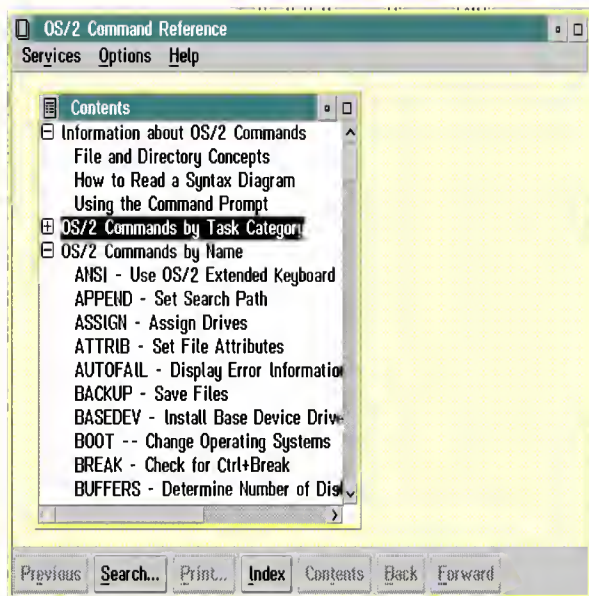 OS/2 Command Reference
Services Options Help
Contents
Information about OS/2 Commands
File and Directory Concepts
How to Read a Syntax Diagram
Using the Command Prompt
OS/2 Commands by Task Category
OS/2 Commands by Name
ANSI - Use OS/2 Extended Keyboard
APPEND - Set Search Path
ASSIGN - Assign Drives
ATTRIB - Set File Attributes
AUTOFAIL - Display Error Information
BACKUP - Save Files
BASEDEV - Install Base Device Drive
BOOT -- Change Operating Systems
BREAK - Check for Ctrl+Break
BUFFERS - Determine Number of Disk
Previous Search... Print... Index Contents Back Forward